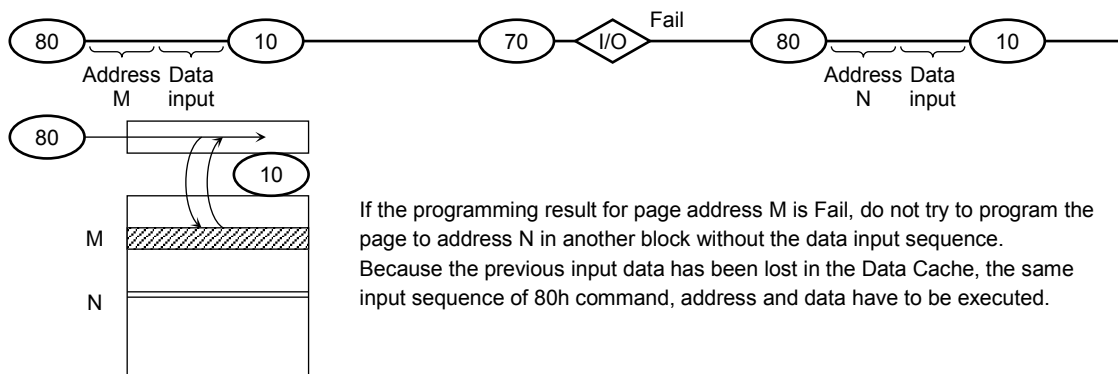 Fail
80 10 70 I/O 80 10
Address Data Address Data
M input N input
80
10
M
N
If the programming result for page address M is Fail, do not try to program the
page to address N in another block without the data input sequence.
Because the previous input data has been lost in the Data Cache, the same
input sequence of 80h command, address and data have to be executed.